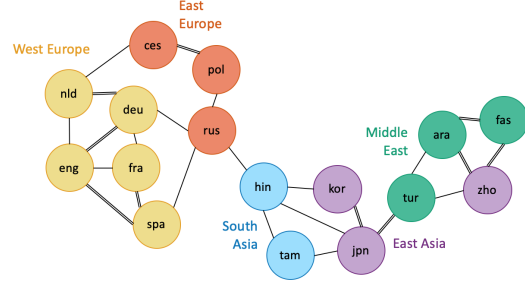 East
Europe
West Europe
ces
pol
nld
deu
rus
eng
fra
spa
Middle
East
ara
fas
hin
kor
zho
tur
South
Asia
tam
jpn
East Asia